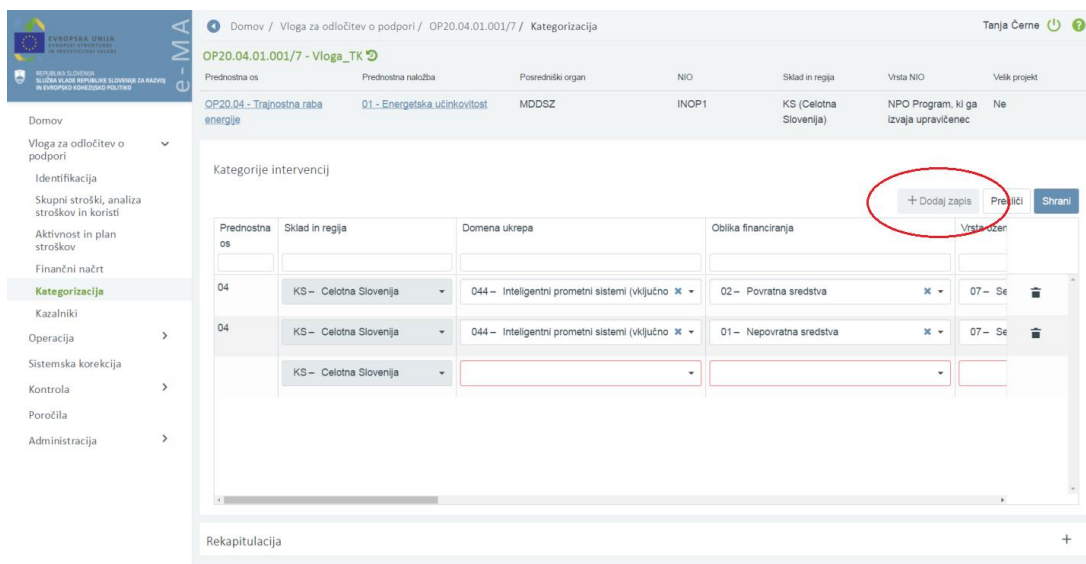 EVROPSKA UNIJA
EVROPSKI STRUKTURNI
IN INVESTICIJSKI SKLADI
REPUBLIKA SLOVENIJA
SLUŽBA VLADE REPUBLIKE SLOVENIJE ZA RAZVOJ
IN EVROPSKO KOHEZIJSKO POLITIKO
e-MA
Domov / Vloga za odločitev o podpori / OP20.04.01.001/7 / Kategorizacija
Tanja Černe
OP20.04.01.001/7 - Vloga_TK
Prednostna os Prednostna naložba Posredniški organ NIO Sklad in regija Vrsta NIO Velik projekt
OP20.04 - Trajnostna raba energije 01 - Energetska učinkovitost MDDSZ INOP1 KS (Celotna Slovenija) NPO Program, ki ga izvaja upravičenec Ne
Domov
Vloga za odločitev o
podpori
Identifikacija
Skupni stroški, analiza
stroškov in koristi
Aktivnost in plan
stroškov
Finančni načrt
Kategorizacija
Kazalniki
Operacija
Sistemska korekcija
Kontrola
Poročila
Administracija
Kategorije intervencij
+ Dodaj zapis Prekliči Shrani
Prednostna os Sklad in regija Domena ukrepa Oblika financiranja Vrsta ozem
04 KS – Celotna Slovenija 044 – Inteligentni prometni sistemi (vključno 02 – Povratna sredstva 07 – Se
04 KS – Celotna Slovenija 044 – Inteligentni prometni sistemi (vključno 01 – Nepovratna sredstva 07 – Se
KS – Celotna Slovenija
Rekapitulacija +